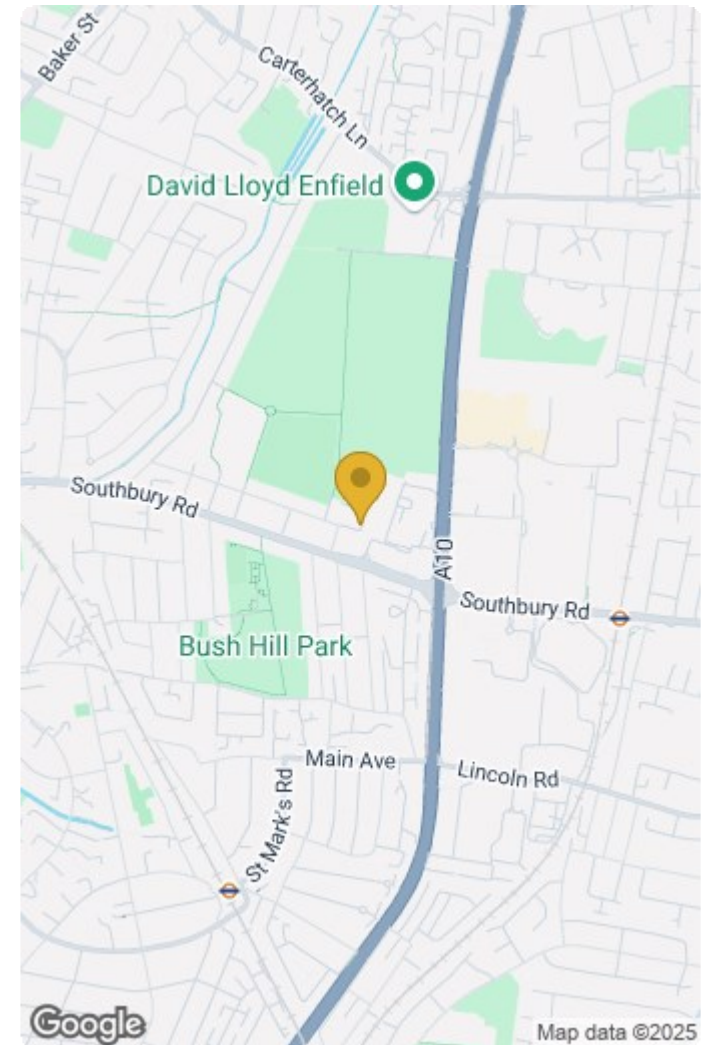 Baker St
Carterhatch Ln
David Lloyd Enfield
Southbury Rd
A10
Southbury Rd
Bush Hill Park
Main Ave
Lincoln Rd
St Mark's Rd
Google
Map data ©2025